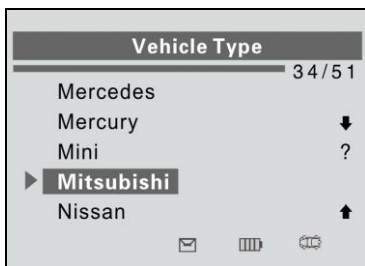 Vehicle Type
34/51
Mercedes
Mercury
Mini ?
Mitsubishi
Nissan